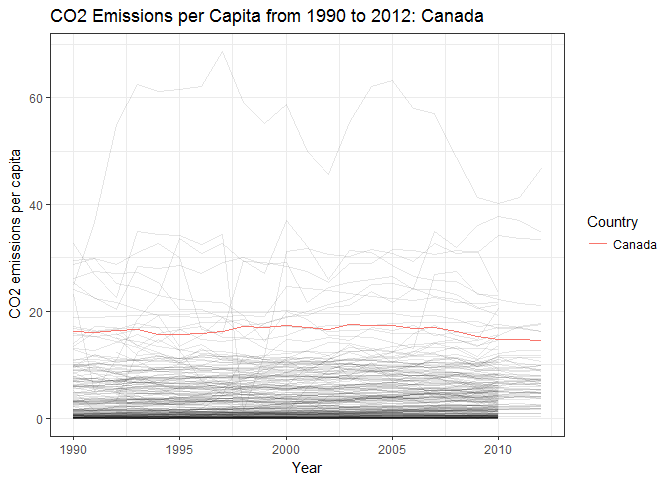 CO2 Emissions per Capita from 1990 to 2012: Canada
CO2 emissions per capita
60
40
20
0
1990 1995 2000 2005 2010
Year
Country
Canada